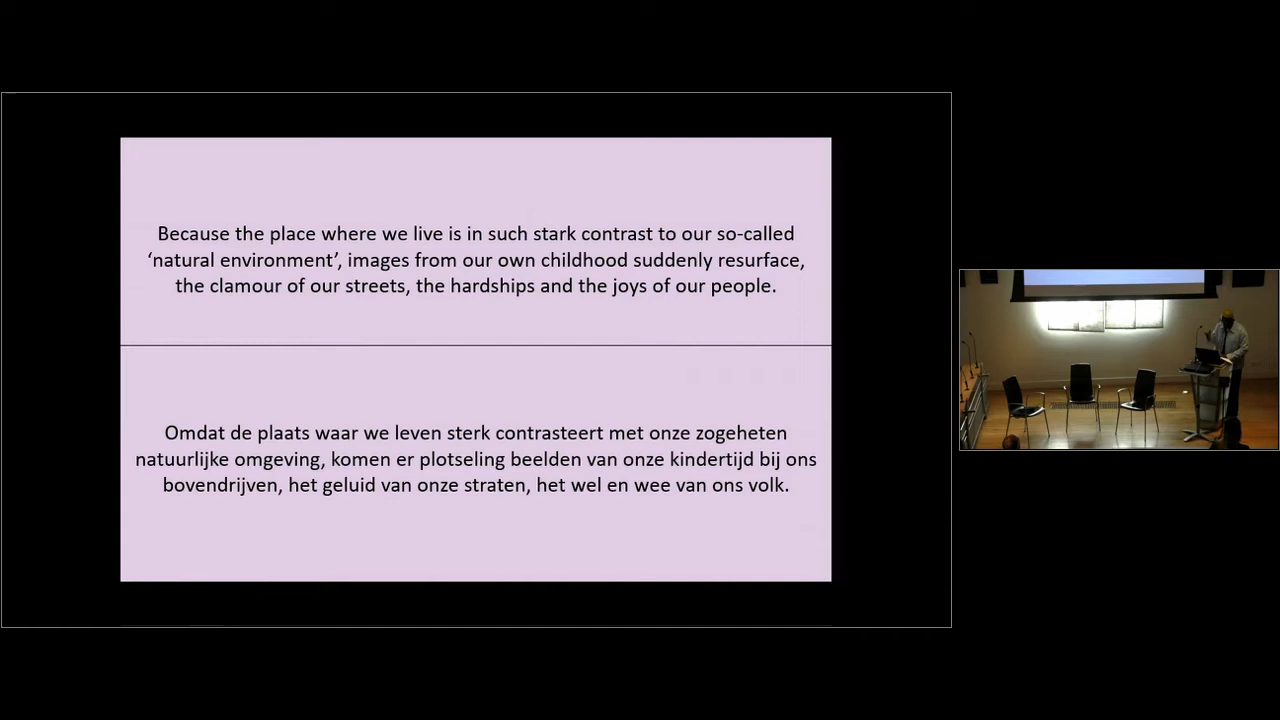 Because the place where we live is in such stark contrast to our so-called
‘natural environment’, images from our own childhood suddenly resurface,
the clamour of our streets, the hardships and the joys of our people.
Omdat de plaats waar we leven sterk contrasteert met onze zogeheten
natuurlijke omgeving, komen er plotseling beelden van onze kindertijd bij ons
bovendrijven, het geluid van onze straten, het wel en wee van ons volk.